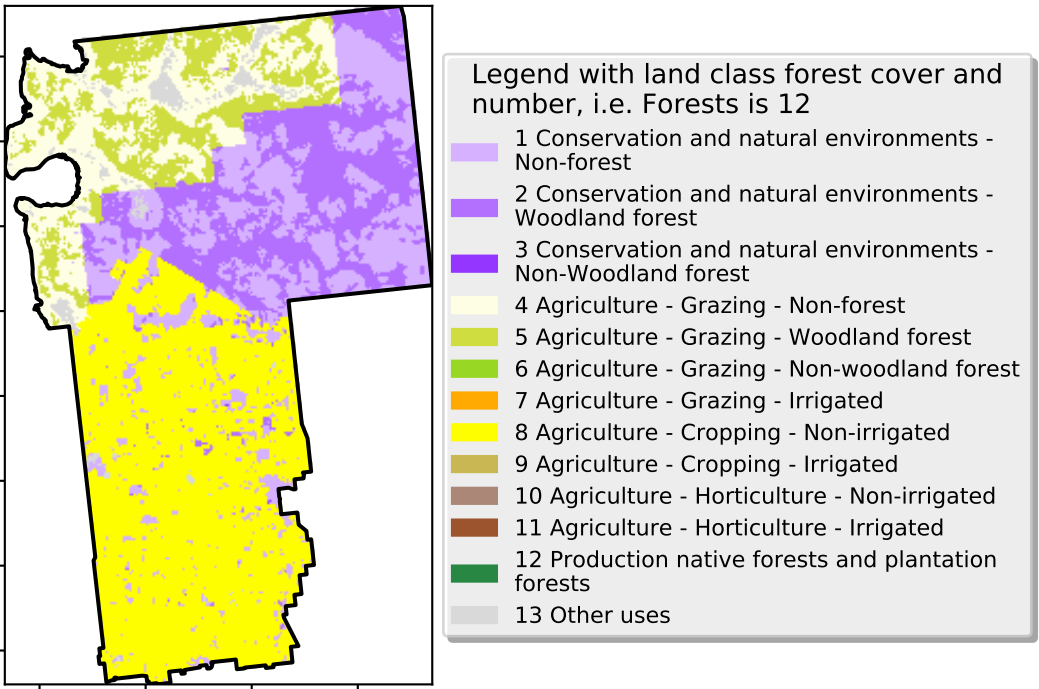 Legend with land class forest cover and
number, i.e. Forests is 12
1 Conservation and natural environments -
Non-forest
2 Conservation and natural environments -
Woodland forest
3 Conservation and natural environments -
Non-Woodland forest
4 Agriculture - Grazing - Non-forest
5 Agriculture - Grazing - Woodland forest
6 Agriculture - Grazing - Non-woodland forest
7 Agriculture - Grazing - Irrigated
8 Agriculture - Cropping - Non-irrigated
9 Agriculture - Cropping - Irrigated
10 Agriculture - Horticulture - Non-irrigated
11 Agriculture - Horticulture - Irrigated
12 Production native forests and plantation
forests
13 Other uses